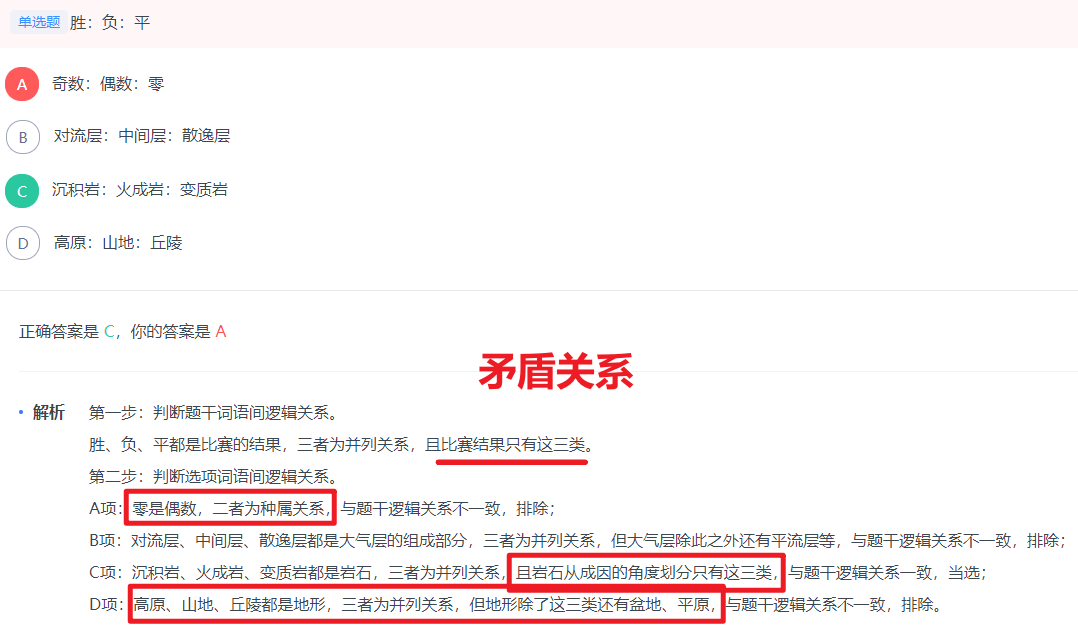 单选题 胜：负：平
A 奇数：偶数：零
B 对流层：中间层：散逸层
C 沉积岩：火成岩：变质岩
D 高原：山地：丘陵
正确答案是 C，你的答案是 A
矛盾关系
• 解析 第一步：判断题干词语间逻辑关系。
胜、负、平都是比赛的结果，三者为并列关系，且比赛结果只有这三类。
第二步：判断选项词语间逻辑关系。
A项：零是偶数，二者为种属关系，与题干逻辑关系不一致，排除；
B项：对流层、中间层、散逸层都是大气层的组成部分，三者为并列关系，但大气层除此之外还有平流层等，与题干逻辑关系不一致，排除；
C项：沉积岩、火成岩、变质岩都是岩石，三者为并列关系，且岩石从成因的角度划分只有这三类，与题干逻辑关系一致，当选；
D项：高原、山地、丘陵都是地形，三者为并列关系，但地形除了这三类还有盆地、平原，与题干逻辑关系不一致，排除。